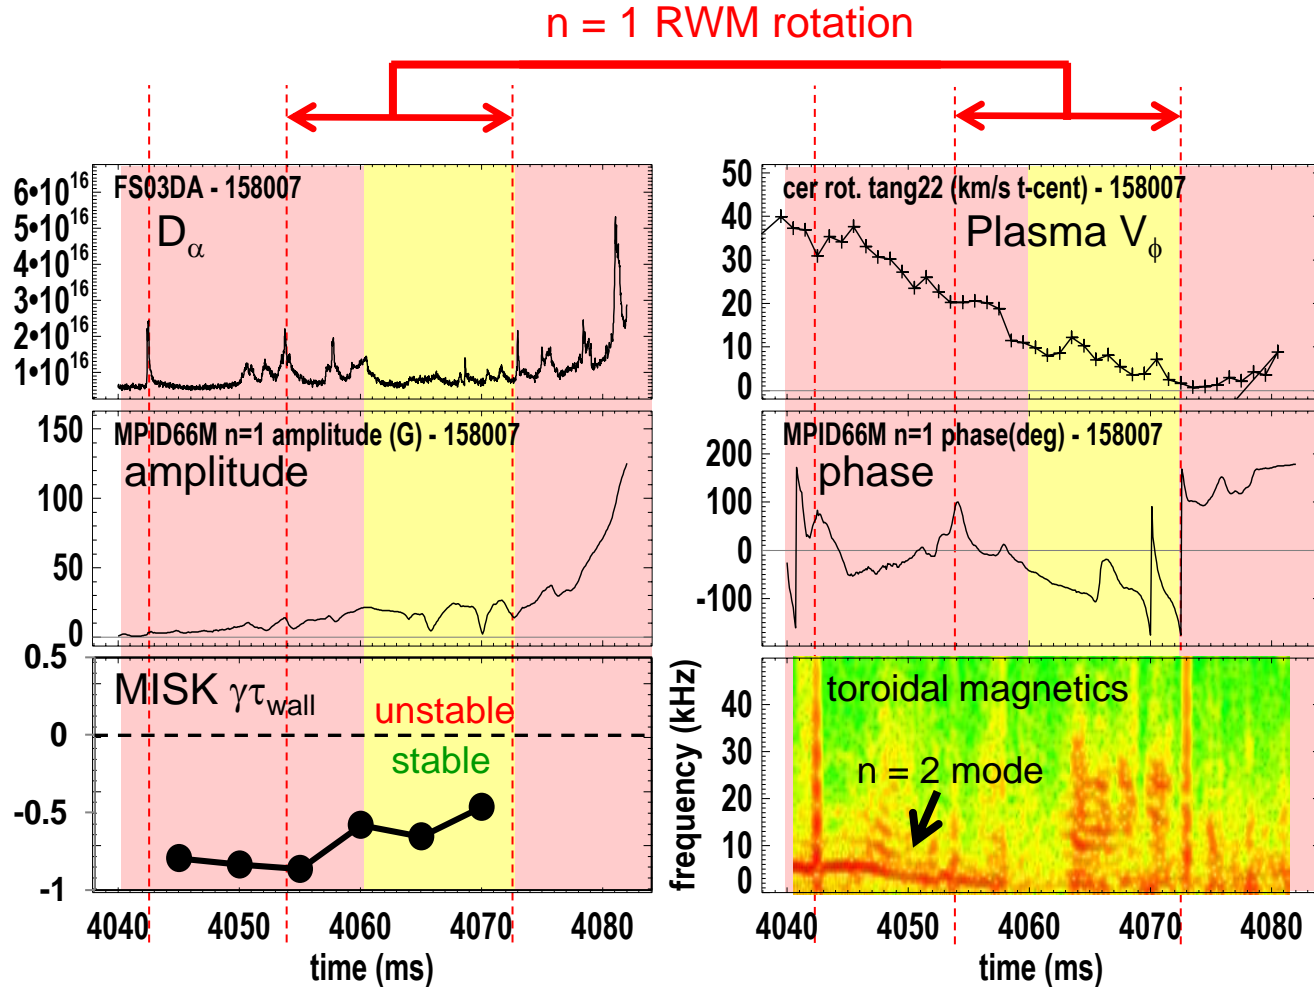 n = 1 RWM rotation
FS03DA - 158007
Dα
6•10^16
5•10^16
4•10^16
3•10^16
2•10^16
1•10^16
cer rot. tang22 (km/s t-cent) - 158007
Plasma Vϕ
50
40
30
20
10
0
MPID66M n=1 amplitude (G) - 158007
amplitude
150
100
50
0
MPID66M n=1 phase(deg) - 158007
phase
200
100
0
-100
MISK γτwall
unstable
stable
0.5
0
-0.5
-1
4040 4050 4060 4070 4080
time (ms)
toroidal magnetics
n = 2 mode
frequency (kHz)
40
30
20
10
0
4040 4050 4060 4070 4080
time (ms)